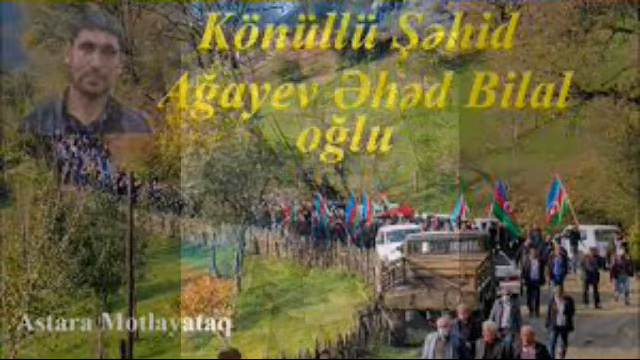 Könüllü Şəhid
Ağayev Əhəd Bilal
oğlu
Astara Motlayataq